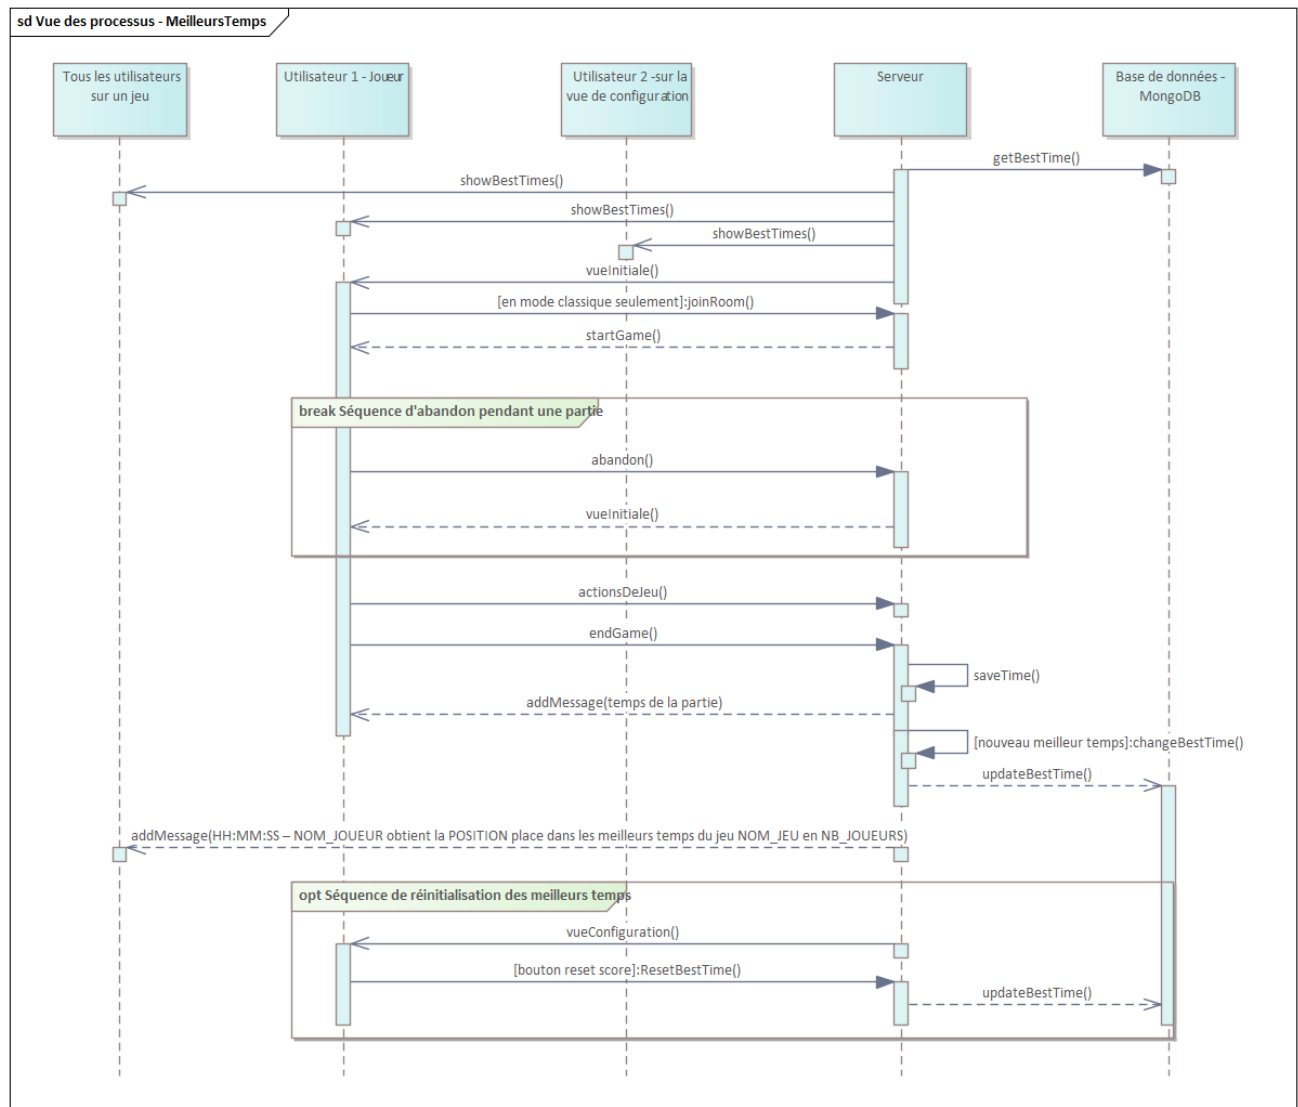 sd Vue des processus - MeilleursTemps
Tous les utilisateurs
sur un jeu
Utilisateur 1 - Joueur
Utilisateur 2 -sur la
vue de configuration
Serveur
Base de données -
MongoDB
getBestTime()
showBestTimes()
showBestTimes()
showBestTimes()
vueInitiale()
[en mode classique seulement]:joinRoom()
startGame()
break Séquence d'abandon pendant une partie
abandon()
vueInitiale()
actionsDeJeu()
endGame()
saveTime()
addMessage(temps de la partie)
[nouveau meilleur temps]:changeBestTime()
updateBestTime()
addMessage(HH:MM:SS – NOM_JOUEUR obtient la POSITION place dans les meilleurs temps du jeu NOM_JEU en NB_JOUEURS)
opt Séquence de réinitialisation des meilleurs temps
vueConfiguration()
[bouton reset score]:ResetBestTime()
updateBestTime()